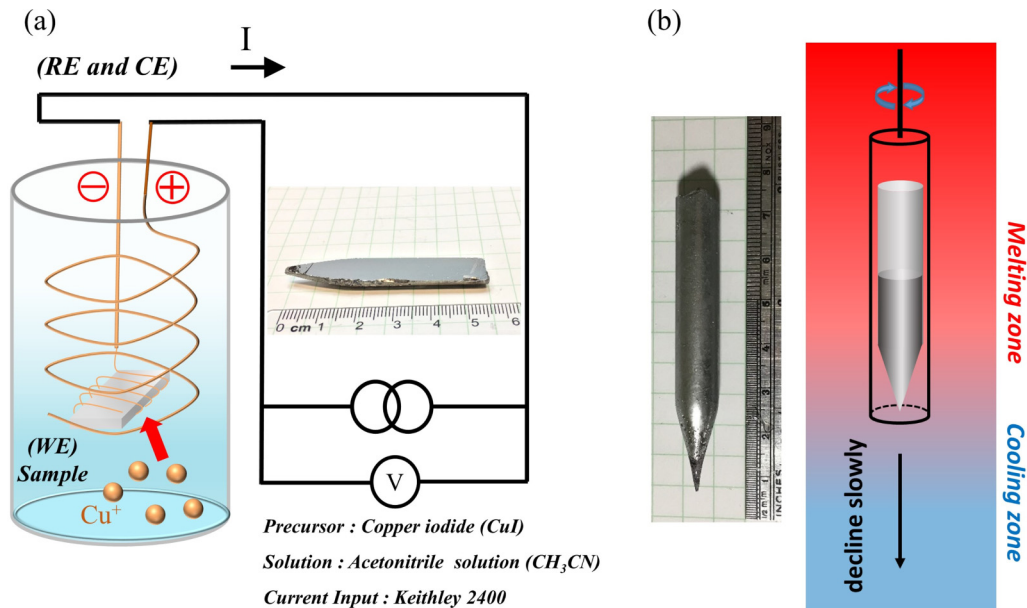 (a)
(b)
I
(RE and CE)
− +
0 cm 1 2 3 4 5 6
(WE)
Sample
Cu⁺
V
Precursor : Copper iodide (CuI)
Solution : Acetonitrile solution (CH₃CN)
Current Input : Keithley 2400
INCHES
Melting zone
Cooling zone
decline slowly